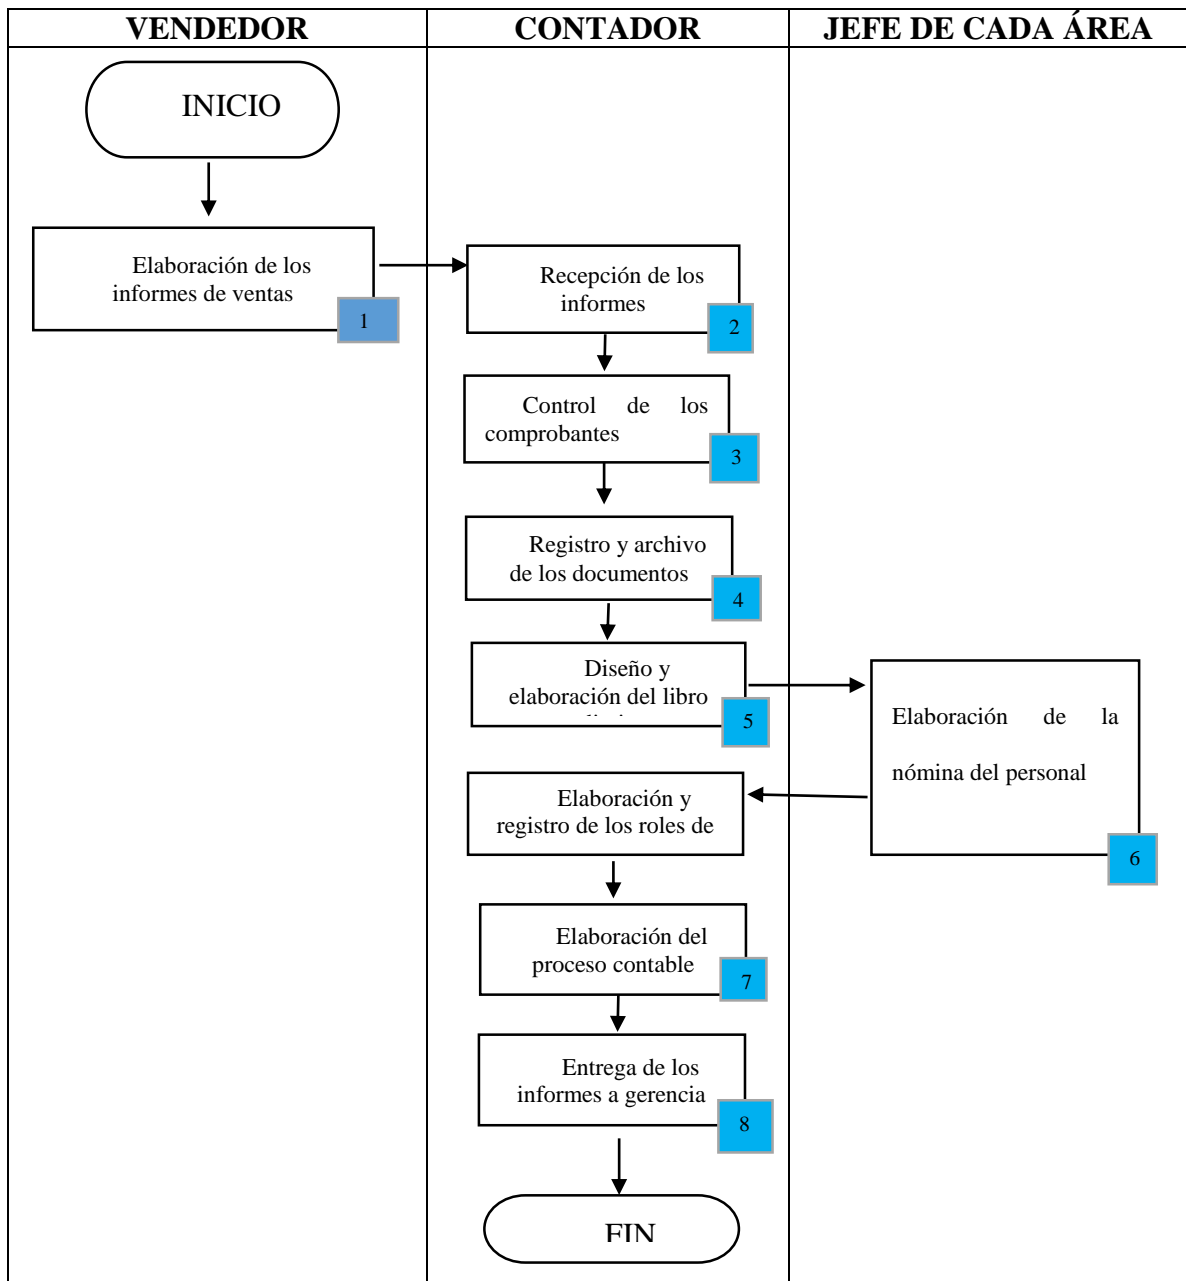 VENDEDOR
CONTADOR
JEFE DE CADA ÁREA
INICIO
Elaboración de los
informes de ventas
1
Recepción de los
informes
2
Control de los
comprobantes
3
Registro y archivo
de los documentos
4
Diseño y
elaboración del libro
5
Elaboración de la
nómina del personal
6
Elaboración y
registro de los roles de
Elaboración del
proceso contable
7
Entrega de los
informes a gerencia
8
FIN